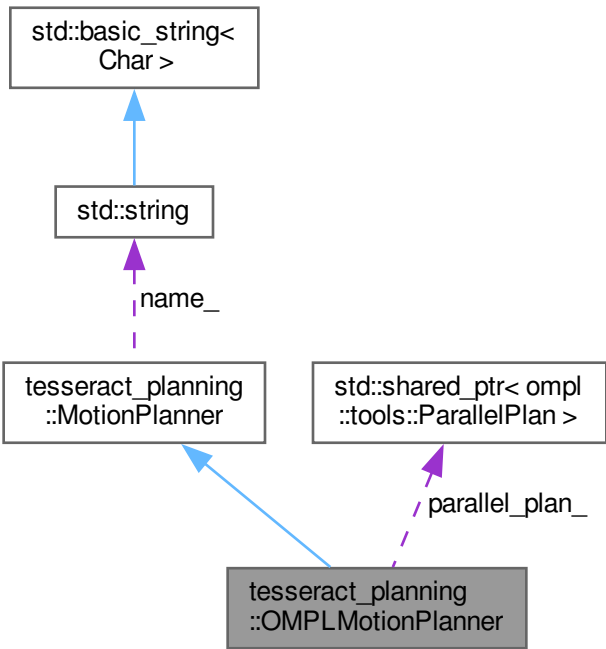 std::basic_string<
Char >
std::string
name_
tesseract_planning
::MotionPlanner
std::shared_ptr< ompl
::tools::ParallelPlan >
parallel_plan_
tesseract_planning
::OMPLMotionPlanner